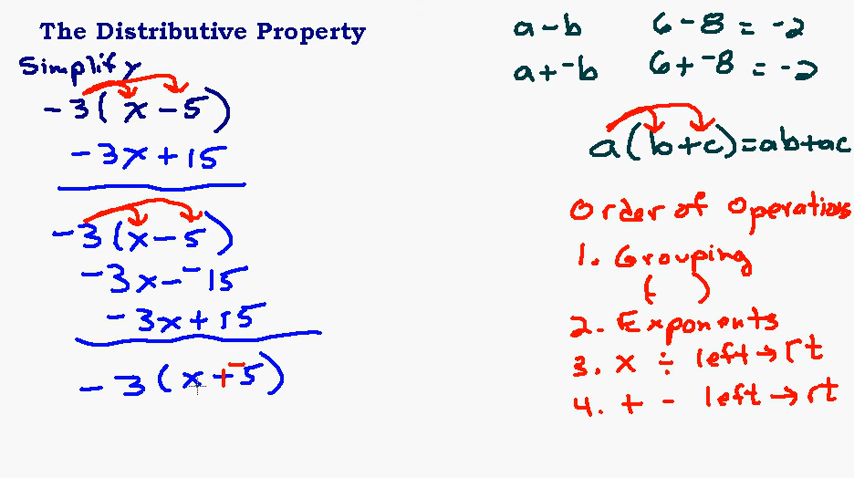 The Distributive Property
Simplify
-3(x-5)
-3x+15
-3(x-5)
-3x-⁻15
-3x+15
-3(x+⁻5)
a-b 6-8=-2
a+⁻b 6+⁻8=-2
a(b+c)=ab+ac
Order of Operations
1. Grouping
( )
2. Exponents
3. x ÷ left→rt
4. + - left→rt